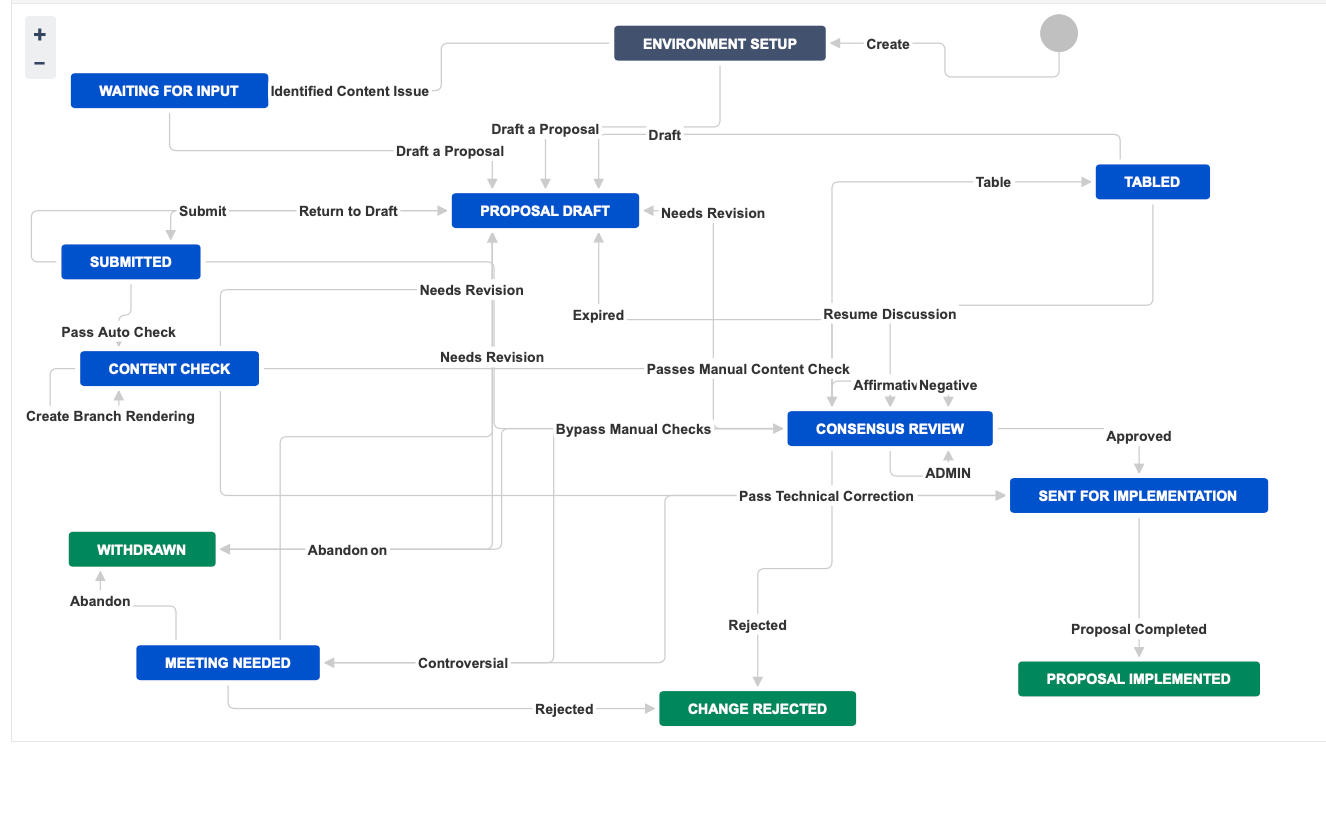 +
−
ENVIRONMENT SETUP
Create
WAITING FOR INPUT
Identified Content Issue
Draft a Proposal
Draft
Draft a Proposal
Table
TABLED
Submit
Return to Draft
PROPOSAL DRAFT
Needs Revision
SUBMITTED
Needs Revision
Expired
Resume Discussion
Pass Auto Check
Needs Revision
CONTENT CHECK
Passes Manual Content Check
Affirmativ
Negative
Create Branch Rendering
Bypass Manual Checks
CONSENSUS REVIEW
Approved
ADMIN
Pass Technical Correction
SENT FOR IMPLEMENTATION
WITHDRAWN
Abandon on
Abandon
Rejected
Proposal Completed
MEETING NEEDED
Controversial
PROPOSAL IMPLEMENTED
Rejected
CHANGE REJECTED